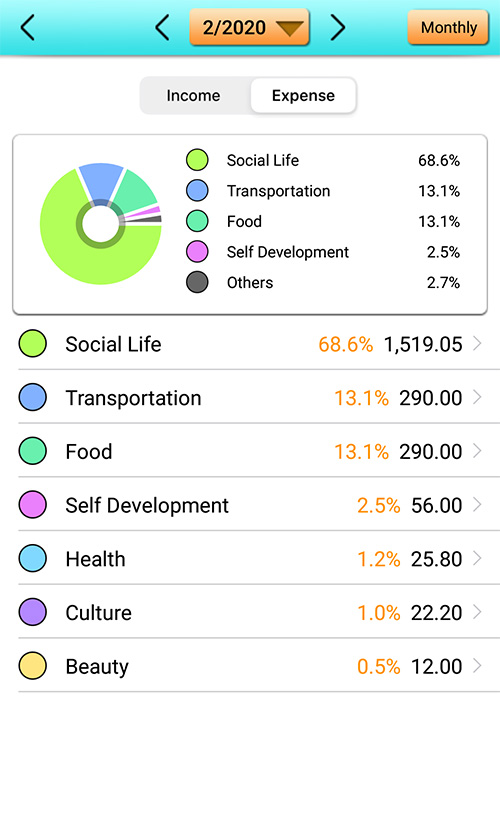 2/2020 Monthly
Income Expense
Social Life 68.6%
Transportation 13.1%
Food 13.1%
Self Development 2.5%
Others 2.7%
Social Life 68.6% 1,519.05
Transportation 13.1% 290.00
Food 13.1% 290.00
Self Development 2.5% 56.00
Health 1.2% 25.80
Culture 1.0% 22.20
Beauty 0.5% 12.00